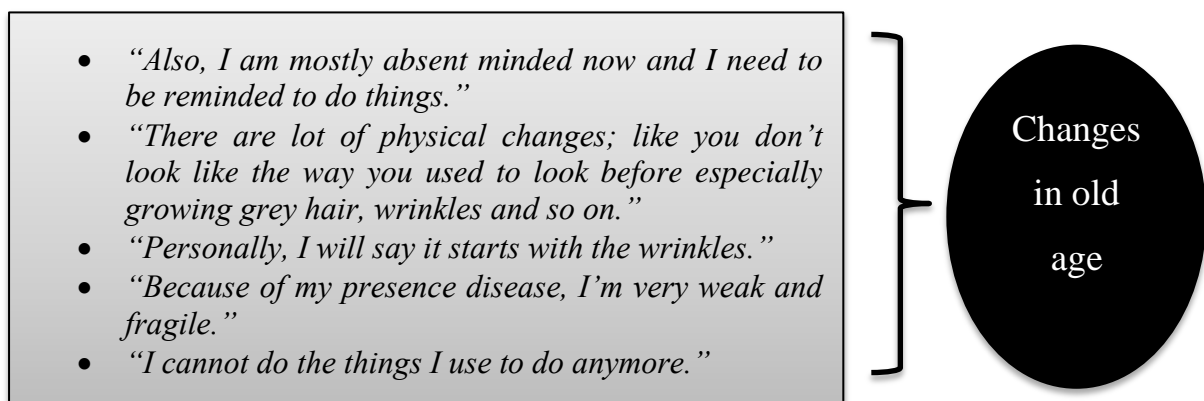 • “Also, I am mostly absent minded now and I need to
be reminded to do things.”
• “There are lot of physical changes; like you don’t
look like the way you used to look before especially
growing grey hair, wrinkles and so on.”
• “Personally, I will say it starts with the wrinkles.”
• “Because of my presence disease, I’m very weak and
fragile.”
• “I cannot do the things I use to do anymore.”
Changes
in old
age